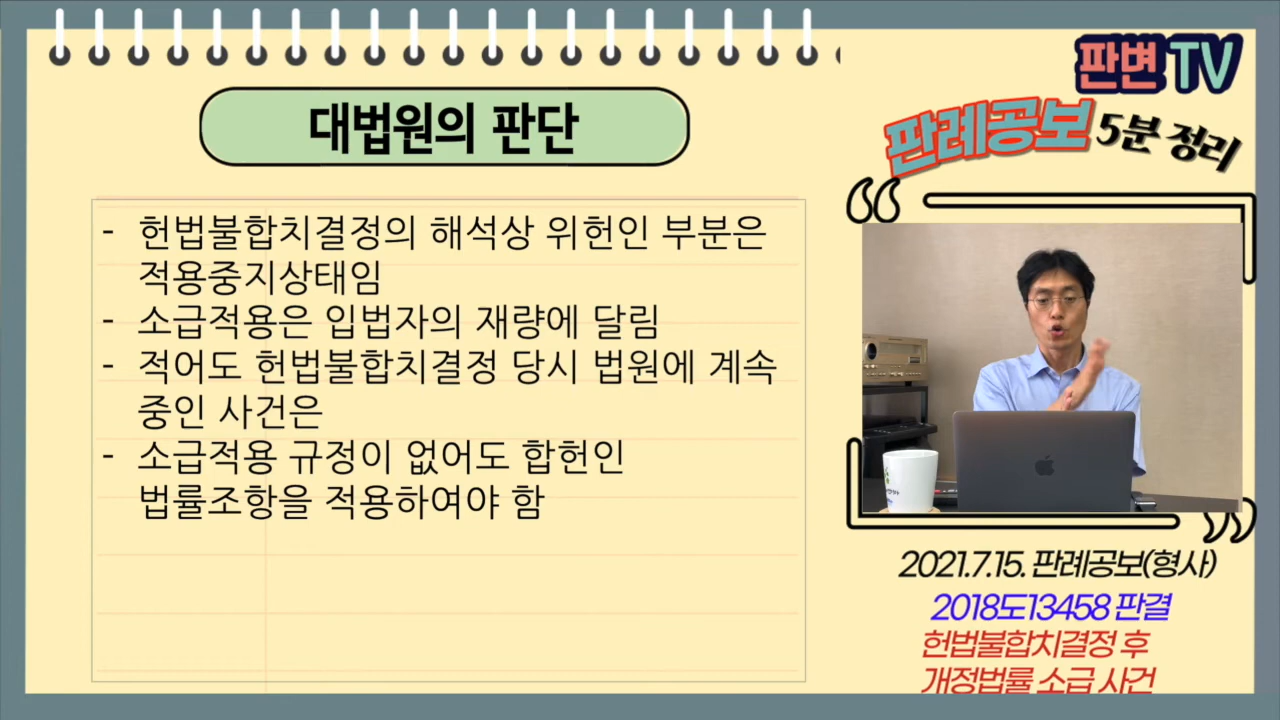 판변 TV
판례공보 5분 정리
대법원의 판단
- 헌법불합치결정의 해석상 위헌인 부분은
적용중지상태임
- 소급적용은 입법자의 재량에 달림
- 적어도 헌법불합치결정 당시 법원에 계속
중인 사건은
- 소급적용 규정이 없어도 합헌인
법률조항을 적용하여야 함
2021.7.15. 판례공보(형사)
2018도13458 판결
헌법불합치결정 후
개정법률 소급 사건